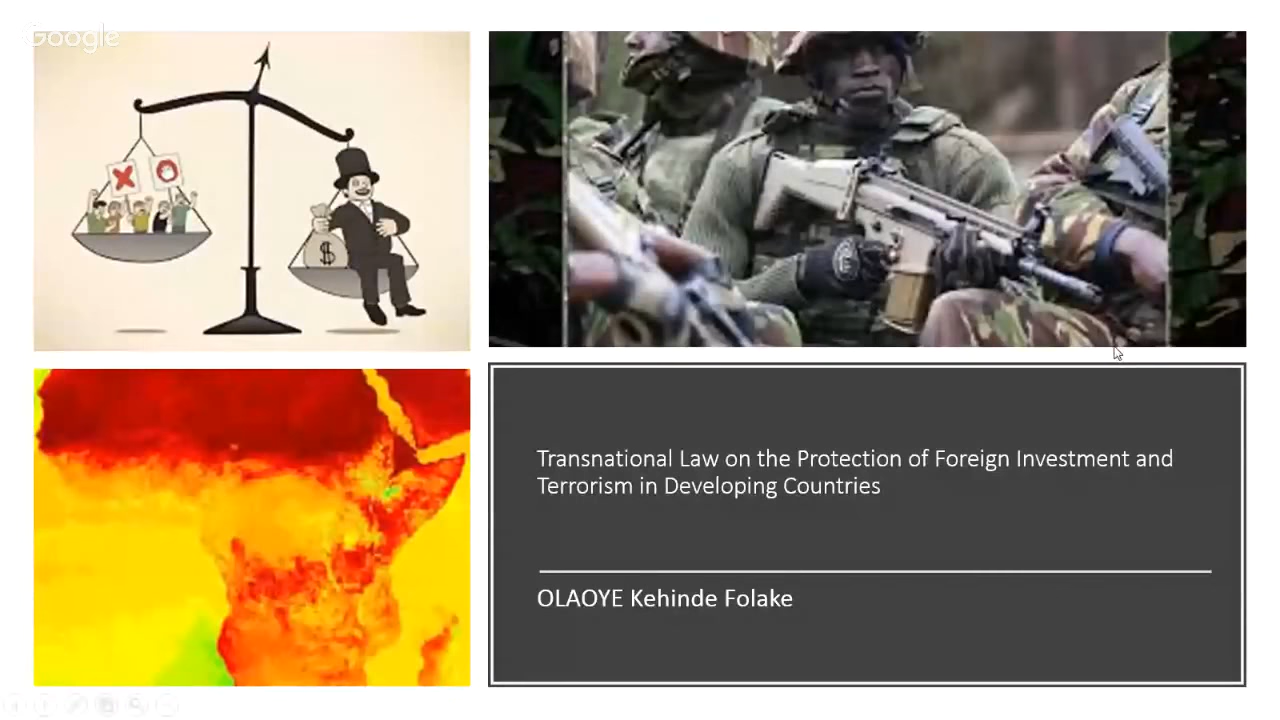 Google
$
Transnational Law on the Protection of Foreign Investment and
Terrorism in Developing Countries
OLAOYE Kehinde Folake